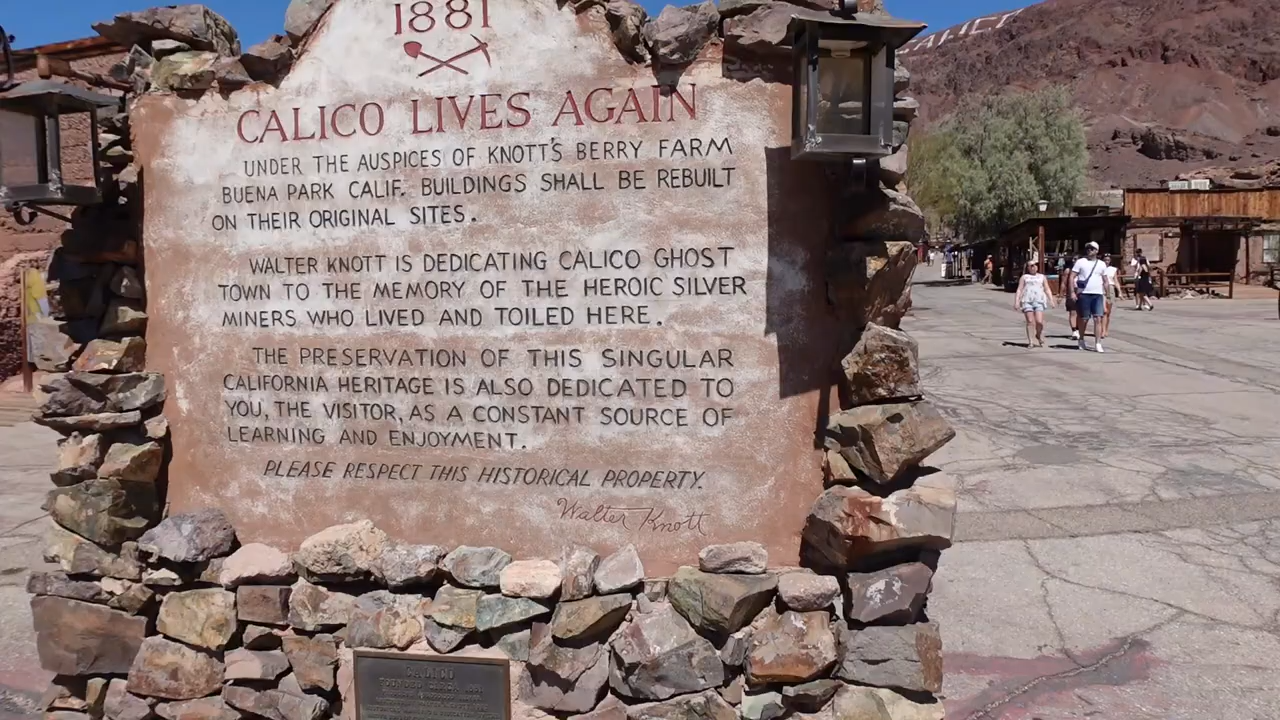 1881
CALICO LIVES AGAIN
UNDER THE AUSPICES OF KNOTT'S BERRY FARM
BUENA PARK CALIF. BUILDINGS SHALL BE REBUILT
ON THEIR ORIGINAL SITES.
WALTER KNOTT IS DEDICATING CALICO GHOST
TOWN TO THE MEMORY OF THE HEROIC SILVER
MINERS WHO LIVED AND TOILED HERE.
THE PRESERVATION OF THIS SINGULAR
CALIFORNIA HERITAGE IS ALSO DEDICATED TO
YOU, THE VISITOR, AS A CONSTANT SOURCE OF
LEARNING AND ENJOYMENT.
PLEASE RESPECT THIS HISTORICAL PROPERTY.
Walter Knott
CALICO